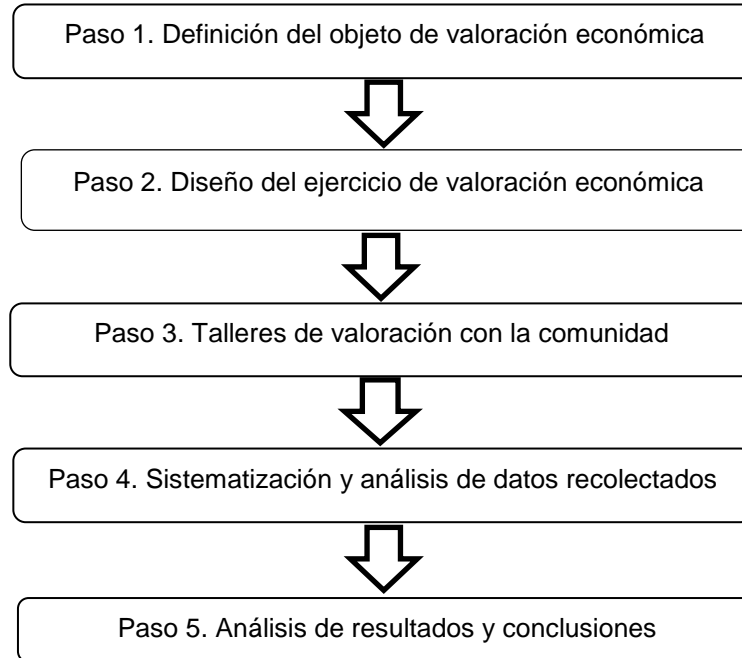 Paso 1. Definición del objeto de valoración económica
Paso 2. Diseño del ejercicio de valoración económica
Paso 3. Talleres de valoración con la comunidad
Paso 4. Sistematización y análisis de datos recolectados
Paso 5. Análisis de resultados y conclusiones